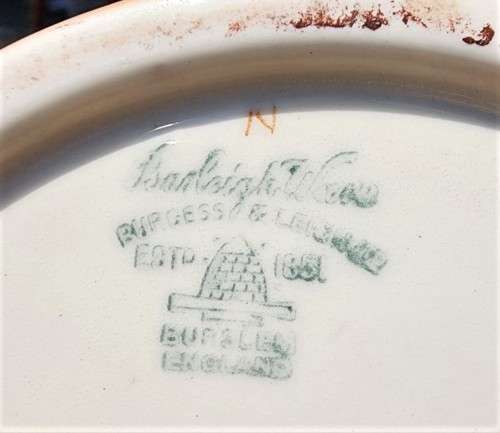 N
Burleigh Ware
BURGESS & LEIGH LTD
ESTD. 1851.
BURSLEM
ENGLAND